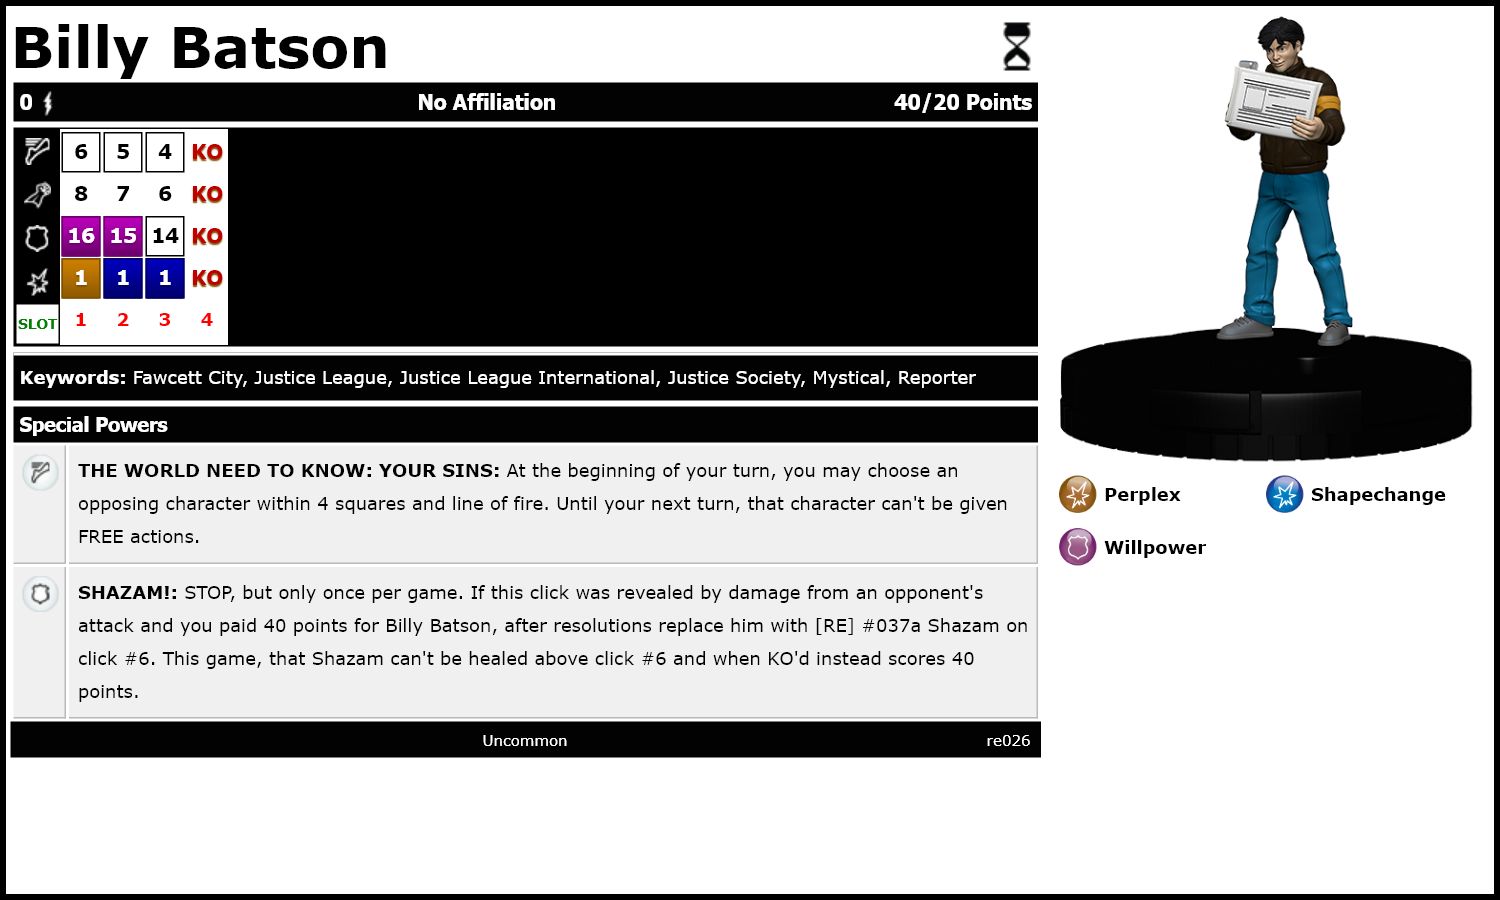 Billy Batson
0 No Affiliation 40/20 Points
6 5 4 KO
8 7 6 KO
16 15 14 KO
1 1 1 KO
SLOT 1 2 3 4
Keywords: Fawcett City, Justice League, Justice League International, Justice Society, Mystical, Reporter
Special Powers
THE WORLD NEED TO KNOW: YOUR SINS: At the beginning of your turn, you may choose an
opposing character within 4 squares and line of fire. Until your next turn, that character can't be given
FREE actions.
SHAZAM!: STOP, but only once per game. If this click was revealed by damage from an opponent's
attack and you paid 40 points for Billy Batson, after resolutions replace him with [RE] #037a Shazam on
click #6. This game, that Shazam can't be healed above click #6 and when KO'd instead scores 40
points.
Uncommon re026
Perplex Shapechange
Willpower